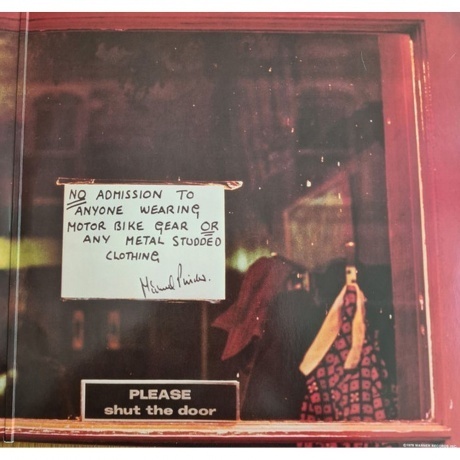 NO ADMISSION TO
ANYONE WEARING
MOTOR BIKE GEAR OR
ANY METAL STUDDED
CLOTHING
PLEASE
shut the door